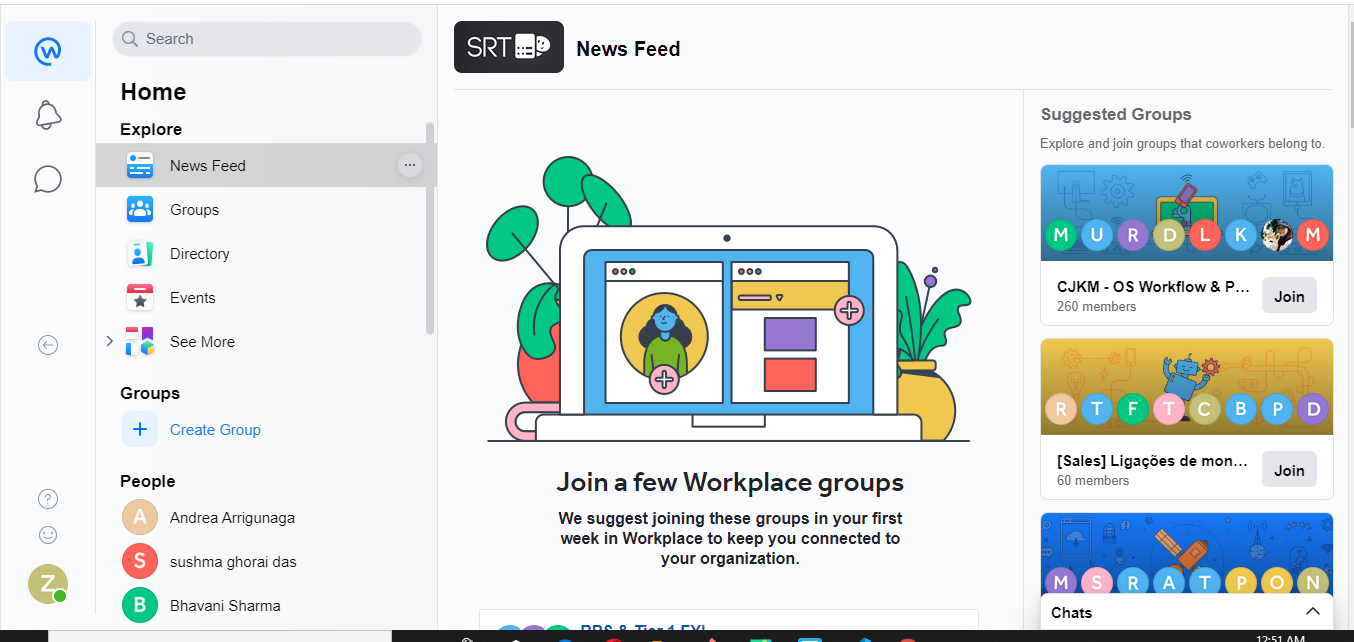 Search
Home
Explore
News Feed
Groups
Directory
Events
See More
Groups
+ Create Group
People
A Andrea Arrigunaga
S sushma ghorai das
B Bhavani Sharma
?
Z
SRT News Feed
Join a few Workplace groups
We suggest joining these groups in your first
week in Workplace to keep you connected to
your organization.
Suggested Groups
Explore and join groups that coworkers belong to.
M U R D L K M
CJKM - OS Workflow & P...
260 members
Join
R T F T C B P D
[Sales] Ligações de mon...
60 members
Join
M S R A T P O N
Chats
12:51 AM